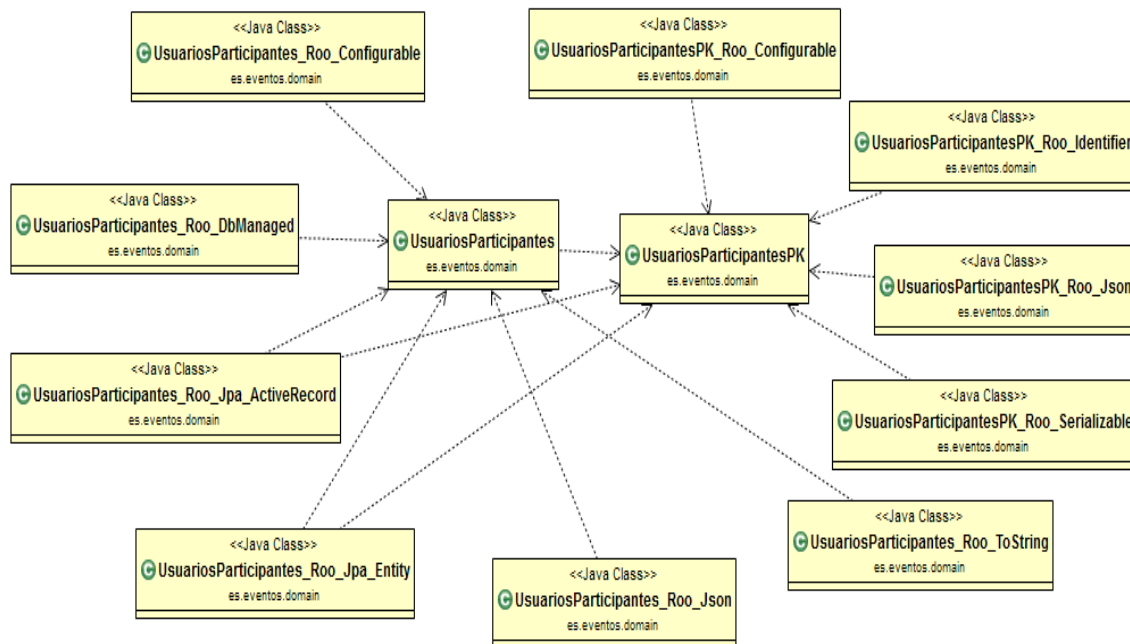 <<Java Class>>
UsuariosParticipantes_Roo_Configurable
es.eventos.domain
<<Java Class>>
UsuariosParticipantesPK_Roo_Configurable
es.eventos.domain
<<Java Class>>
UsuariosParticipantesPK_Roo_Identifier
es.eventos.domain
<<Java Class>>
UsuariosParticipantes_Roo_DbManaged
es.eventos.domain
<<Java Class>>
UsuariosParticipantes
es.eventos.domain
<<Java Class>>
UsuariosParticipantesPK
es.eventos.domain
<<Java Class>>
UsuariosParticipantesPK_Roo_Json
es.eventos.domain
<<Java Class>>
UsuariosParticipantes_Roo_Jpa_ActiveRecord
es.eventos.domain
<<Java Class>>
UsuariosParticipantesPK_Roo_Serializable
es.eventos.domain
<<Java Class>>
UsuariosParticipantes_Roo_ToString
es.eventos.domain
<<Java Class>>
UsuariosParticipantes_Roo_Jpa_Entity
es.eventos.domain
<<Java Class>>
UsuariosParticipantes_Roo_Json
es.eventos.domain